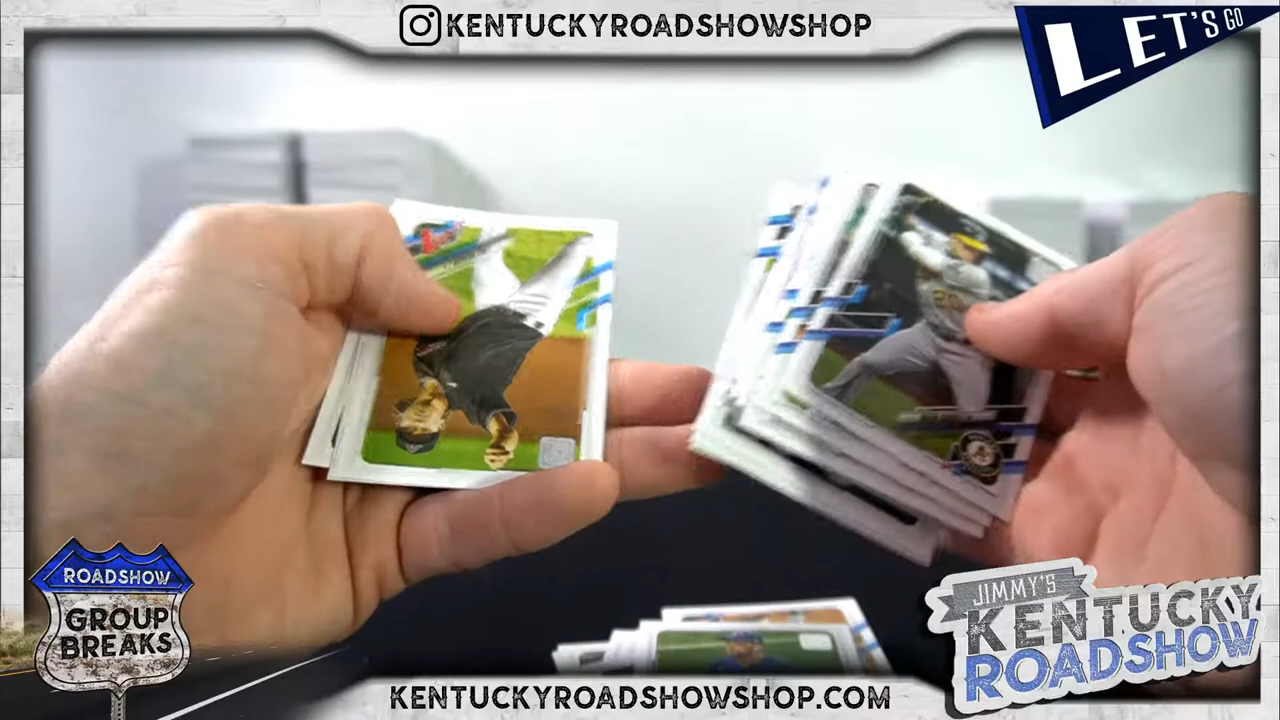 KENTUCKYROADSHOWSHOP
LET'S GO
ROADSHOW
GROUP
BREAKS
JIMMY'S
KENTUCKY
ROADSHOW
KENTUCKYROADSHOWSHOP.COM